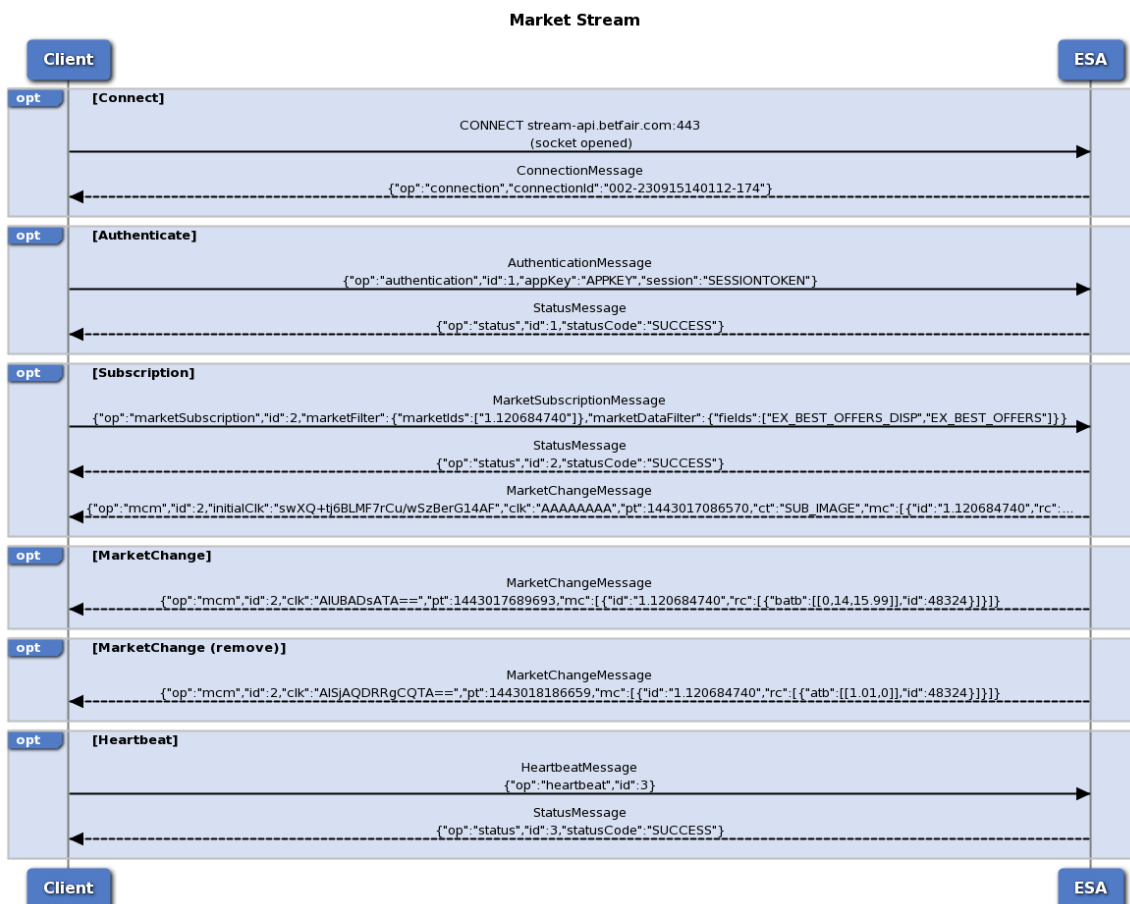 Market Stream
Client
ESA
opt
[Connect]
CONNECT stream-api.betfair.com:443
(socket opened)
ConnectionMessage
{"op":"connection","connectionId":"002-230915140112-174"}
opt
[Authenticate]
AuthenticationMessage
{"op":"authentication","id":1,"appKey":"APPKEY","session":"SESSIONTOKEN"}
StatusMessage
{"op":"status","id":1,"statusCode":"SUCCESS"}
opt
[Subscription]
MarketSubscriptionMessage
{"op":"marketSubscription","id":2,"marketFilter":{"marketIds":["1.120684740"]},"marketDataFilter":{"fields":["EX_BEST_OFFERS_DISP","EX_BEST_OFFERS"]}}
StatusMessage
{"op":"status","id":2,"statusCode":"SUCCESS"}
MarketChangeMessage
{"op":"mcm","id":2,"initialClk":"swXQ+tj6BLMF7rCu/wSzBerG14AF","clk":"AAAAAAAA","pt":1443017086570,"ct":"SUB_IMAGE","mc":[{"id":"1.120684740","rc":...
opt
[MarketChange]
MarketChangeMessage
{"op":"mcm","id":2,"clk":"AIUBADsATA==","pt":1443017689693,"mc":[{"id":"1.120684740","rc":[{"batb":[[0,14,15.99]],"id":48324}]}]}
opt
[MarketChange (remove)]
MarketChangeMessage
{"op":"mcm","id":2,"clk":"AISjAQDRRgCQTA==","pt":1443018186659,"mc":[{"id":"1.120684740","rc":[{"atb":[[1.01,0]],"id":48324}]}]}
opt
[Heartbeat]
HeartbeatMessage
{"op":"heartbeat","id":3}
StatusMessage
{"op":"status","id":3,"statusCode":"SUCCESS"}
Client
ESA